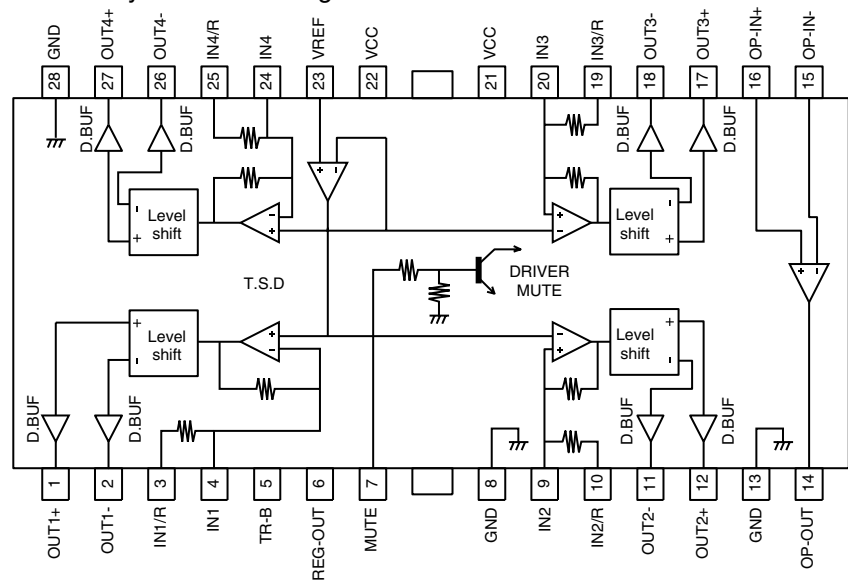 GND
OUT4+
OUT4-
IN4/R
IN4
VREF
VCC
VCC
IN3
IN3/R
OUT3-
OUT3+
OP-IN+
OP-IN-
28
27
26
25
24
23
22
21
20
19
18
17
16
15
D.BUF
D.BUF
D.BUF
D.BUF
+ -
-
+
Level
shift
-
+
+
-
Level
shift
-
+
+ -
T.S.D
DRIVER
MUTE
+
-
Level
shift
+
-
-
+
Level
shift
+
-
D.BUF
D.BUF
D.BUF
D.BUF
1
2
3
4
5
6
7
8
9
10
11
12
13
14
OUT1+
OUT1-
IN1/R
IN1
TR-B
REG-OUT
MUTE
GND
IN2
IN2/R
OUT2-
OUT2+
GND
OP-OUT